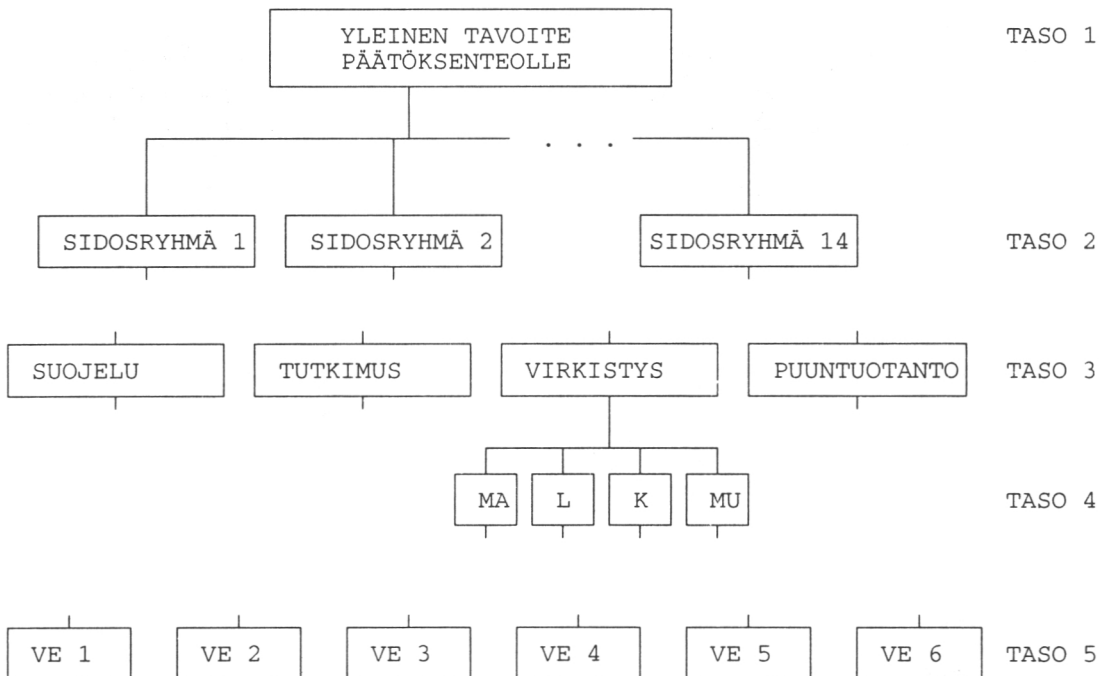 YLEINEN TAVOITE
PÄÄTÖKSENTEOLLE
TASO 1
. . .
SIDOSRYHMÄ 1
SIDOSRYHMÄ 2
SIDOSRYHMÄ 14
TASO 2
SUOJELU
TUTKIMUS
VIRKISTYS
PUUNTUOTANTO
TASO 3
MA
L
K
MU
TASO 4
VE 1
VE 2
VE 3
VE 4
VE 5
VE 6
TASO 5